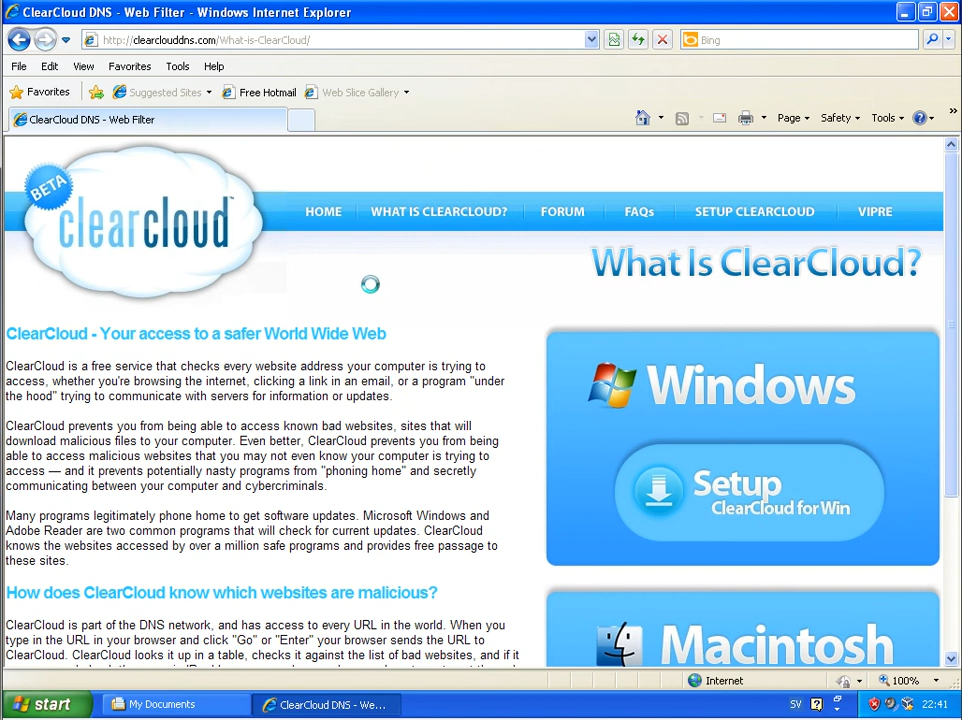 ClearCloud DNS - Web Filter - Windows Internet Explorer
http://clearclouddns.com/What-is-ClearCloud/
Bing
File Edit View Favorites Tools Help
Favorites Suggested Sites Free Hotmail Web Slice Gallery
ClearCloud DNS - Web Filter
Page Safety Tools
BETA
clearcloud™
HOME WHAT IS CLEARCLOUD? FORUM FAQs SETUP CLEARCLOUD VIPRE
What Is ClearCloud?
ClearCloud - Your access to a safer World Wide Web
ClearCloud is a free service that checks every website address your computer is trying to
access, whether you're browsing the internet, clicking a link in an email, or a program "under
the hood" trying to communicate with servers for information or updates.
ClearCloud prevents you from being able to access known bad websites, sites that will
download malicious files to your computer. Even better, ClearCloud prevents you from being
able to access malicious websites that you may not even know your computer is trying to
access — and it prevents potentially nasty programs from "phoning home" and secretly
communicating between your computer and cybercriminals.
Many programs legitimately phone home to get software updates. Microsoft Windows and
Adobe Reader are two common programs that will check for current updates. ClearCloud
knows the websites accessed by over a million safe programs and provides free passage to
these sites.
How does ClearCloud know which websites are malicious?
ClearCloud is part of the DNS network, and has access to every URL in the world. When you
type in the URL in your browser and click "Go" or "Enter" your browser sends the URL to
ClearCloud. ClearCloud looks it up in a table, checks it against the list of bad websites, and if it
Windows
Setup
ClearCloud for Win
Macintosh
Internet
100%
start
My Documents
ClearCloud DNS - We...
SV
22:41